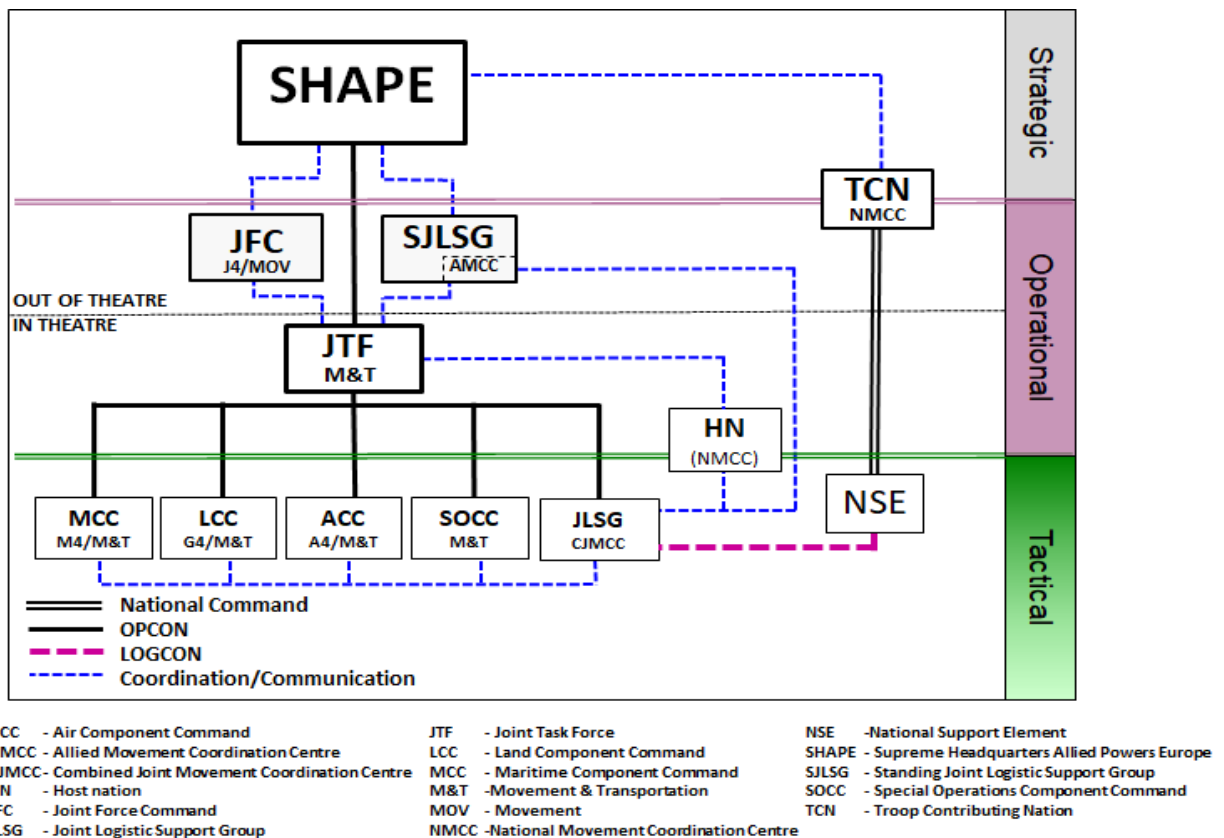 SHAPE
Strategic
TCN
NMCC
JFC
J4/MOV
SJLSG
AMCC
Operational
OUT OF THEATRE
IN THEATRE
JTF
M&T
HN
(NMCC)
MCC
M4/M&T
LCC
G4/M&T
ACC
A4/M&T
SOCC
M&T
JLSG
CJMCC
NSE
Tactical
National Command
OPCON
LOGCON
Coordination/Communication
CC - Air Component Command
MCC - Allied Movement Coordination Centre
JMCC - Combined Joint Movement Coordination Centre
N - Host nation
FC - Joint Force Command
LSG - Joint Logistic Support Group
JTF - Joint Task Force
LCC - Land Component Command
MCC - Maritime Component Command
M&T -Movement & Transportation
MOV - Movement
NMCC -National Movement Coordination Centre
NSE -National Support Element
SHAPE - Supreme Headquarters Allied Powers Europe
SJLSG - Standing Joint Logistic Support Group
SOCC - Special Operations Component Command
TCN - Troop Contributing Nation